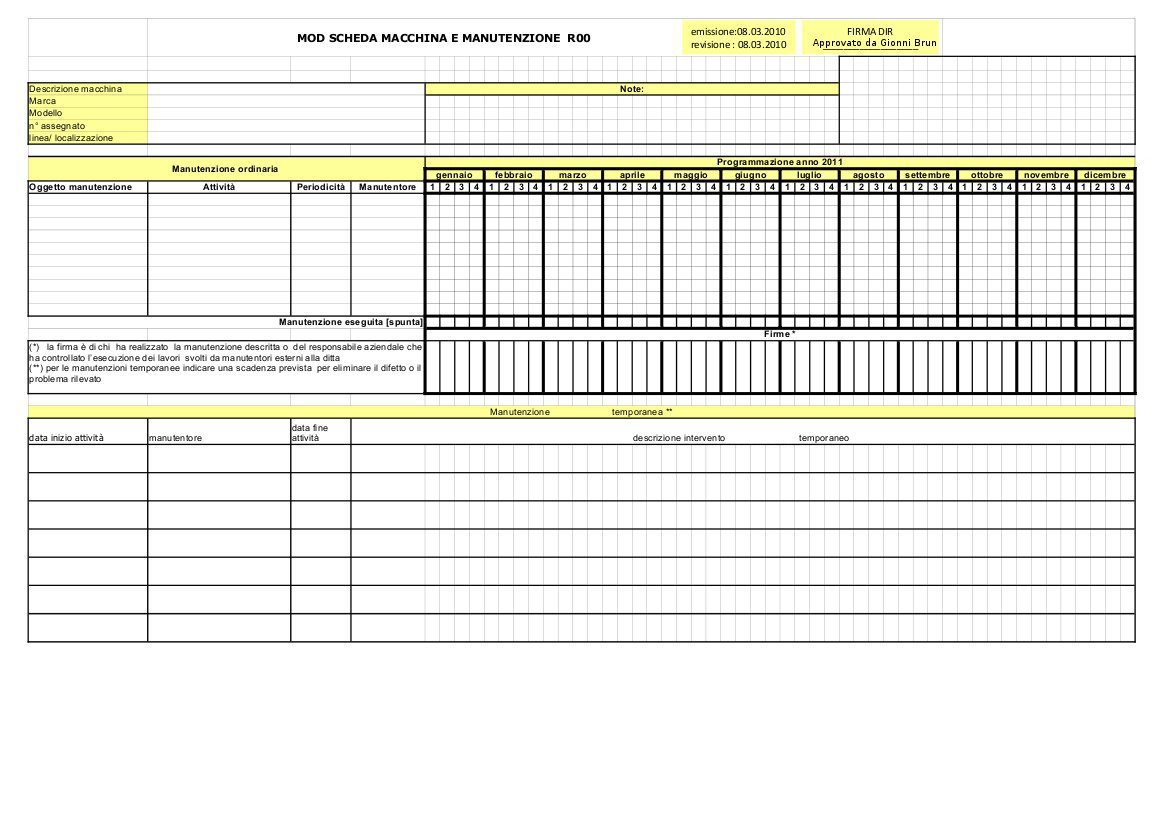 MOD SCHEDA MACCHINA E MANUTENZIONE R00
emissione:08.03.2010
revisione : 08.03.2010
FIRMA DIR
Approvato da Gionni Brun
Descrizione macchina
Marca
Modello
n° assegnato
linea/ localizzazione
Note:
Manutenzione ordinaria
Programmazione anno 2011
gennaio febbraio marzo aprile maggio giugno luglio agosto settembre ottobre novembre dicembre
Oggetto manutenzione Attività Periodicità Manutentore 1 2 3 4 1 2 3 4 1 2 3 4 1 2 3 4 1 2 3 4 1 2 3 4 1 2 3 4 1 2 3 4 1 2 3 4 1 2 3 4 1 2 3 4 1 2 3 4
Manutenzione eseguita [spunta]
Firme *
(*) la firma è di chi ha realizzato la manutenzione descritta o del responsabile aziendale che
ha controllato l'esecuzione dei lavori svolti da manutentori esterni alla ditta
(**) per le manutenzioni temporanee indicare una scadenza prevista per eliminare il difetto o il
problema rilevato
Manutenzione temporanea **
data inizio attività manutentore data fine
attività descrizione intervento temporaneo